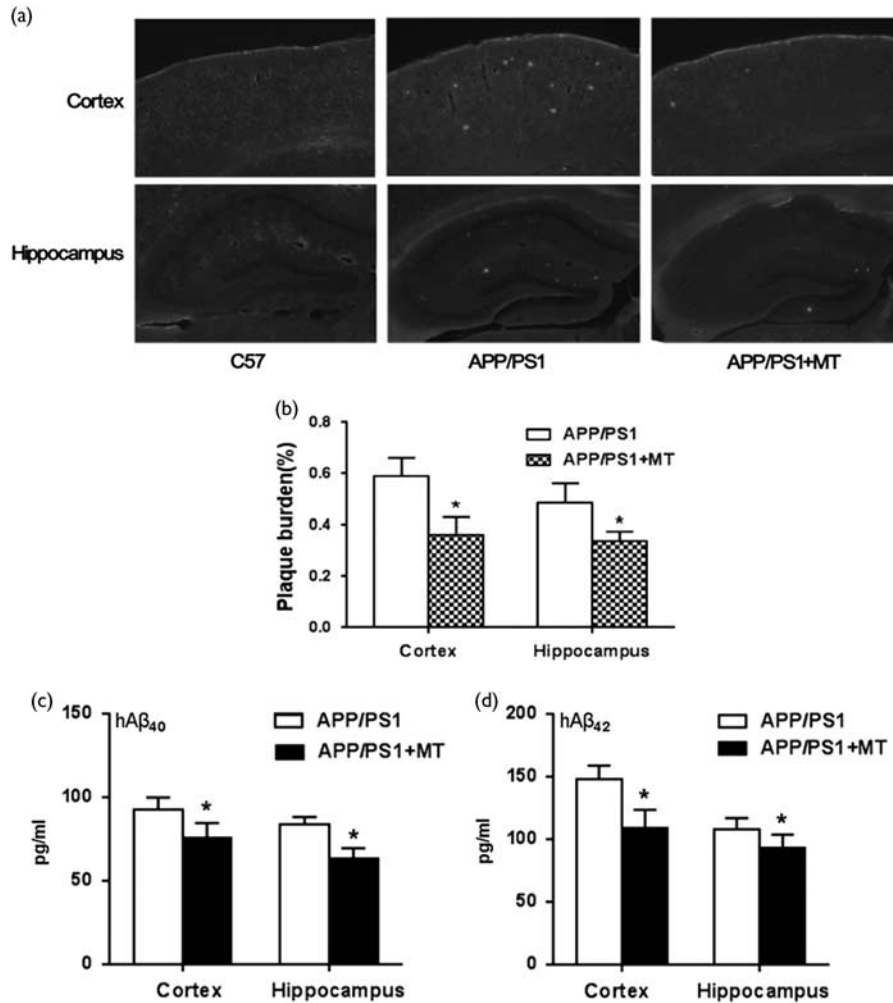 (a)
Cortex
Hippocampus
C57 APP/PS1 APP/PS1+MT
(b)
Plaque burden(%)
0.8
0.6
0.4
0.2
0.0
APP/PS1
APP/PS1+MT
* *
Cortex Hippocampus
(c)
hAβ40
pg/ml
150
100
50
0
APP/PS1
APP/PS1+MT
* *
Cortex Hippocampus
(d)
hAβ42
pg/ml
200
150
100
50
0
APP/PS1
APP/PS1+MT
* *
Cortex Hippocampus